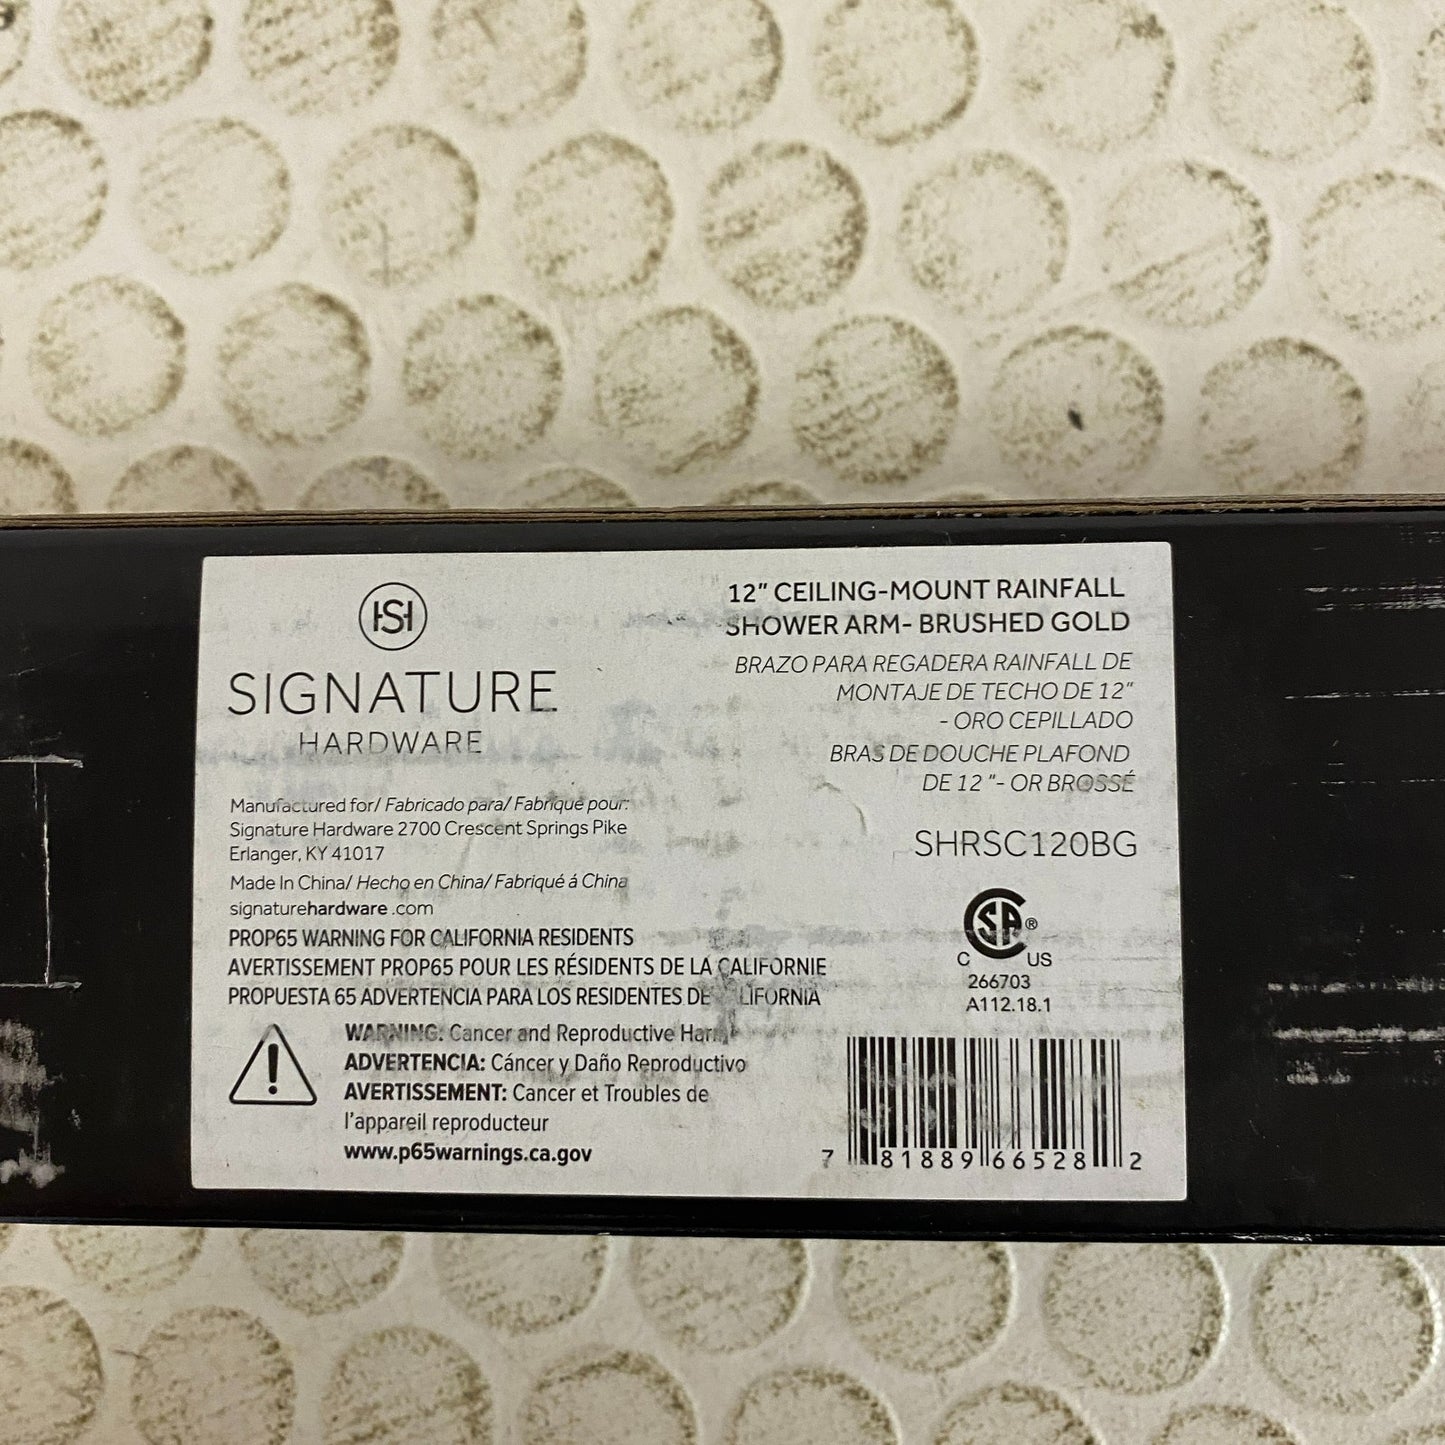 SH
SIGNATURE
HARDWARE
Manufactured for/ Fabricado para/ Fabriqué pour:
Signature Hardware 2700 Crescent Springs Pike
Erlanger, KY 41017
Made In China/ Hecho en China/ Fabriqué á China
signaturehardware.com
PROP65 WARNING FOR CALIFORNIA RESIDENTS
AVERTISSEMENT PROP65 POUR LES RÉSIDENTS DE LA CALIFORNIE
PROPUESTA 65 ADVERTENCIA PARA LOS RESIDENTES DE CALIFORNIA
WARNING: Cancer and Reproductive Harm
ADVERTENCIA: Cáncer y Daño Reproductivo
AVERTISSEMENT: Cancer et Troubles de
l'appareil reproducteur
www.p65warnings.ca.gov
12" CEILING-MOUNT RAINFALL
SHOWER ARM- BRUSHED GOLD
BRAZO PARA REGADERA RAINFALL DE
MONTAJE DE TECHO DE 12"
- ORO CEPILLADO
BRAS DE DOUCHE PLAFOND
DE 12 "- OR BROSSÉ
SHRSC120BG
CSA®
C US
266703
A112.18.1
7 81889 66528 2